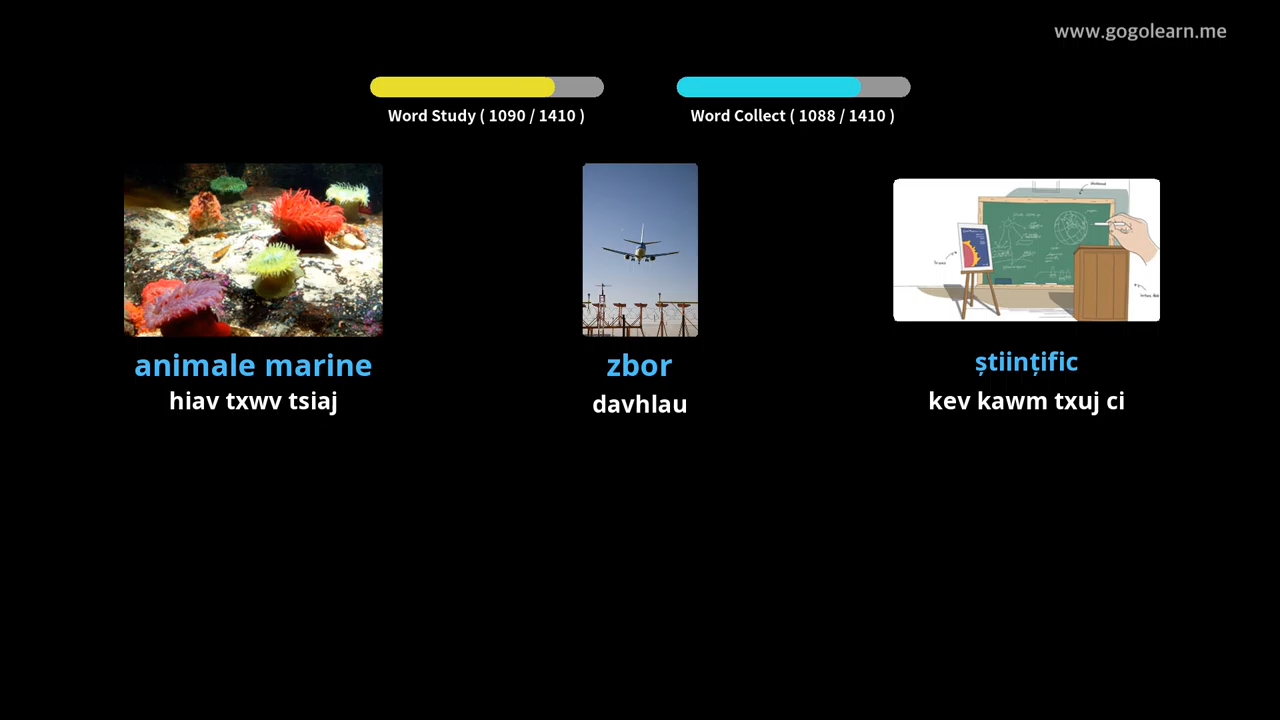 www.gogolearn.me
Word Study ( 1090 / 1410 )
Word Collect ( 1088 / 1410 )
animale marine
hiav txwv tsiaj
zbor
davhlau
științific
kev kawm txuj ci